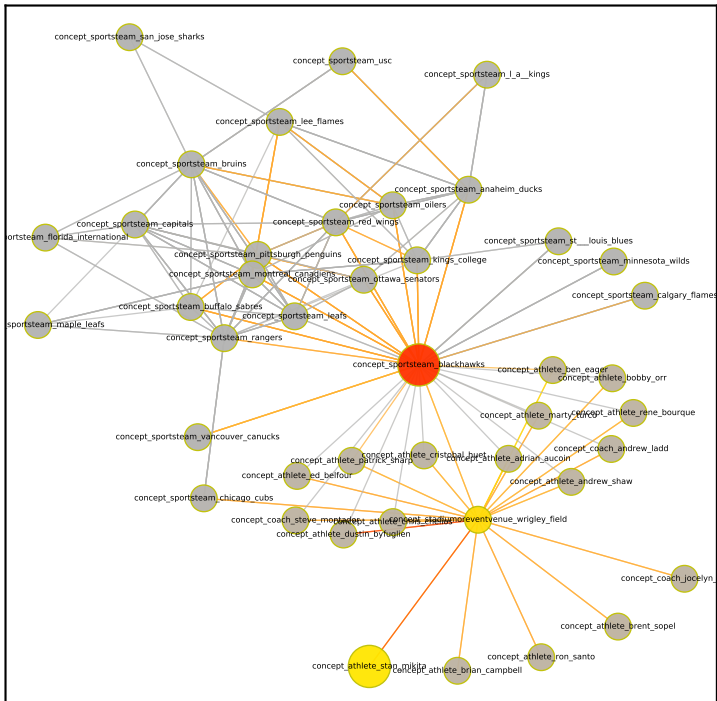 concept_sportsteam_san_jose_sharks
concept_sportsteam_usc
concept_sportsteam_l_a__kings
concept_sportsteam_lee_flames
concept_sportsteam_bruins
concept_sportsteam_anaheim_ducks
concept_sportsteam_oilers
concept_sportsteam_red_wings
concept_sportsteam_capitals
ortsteam_florida_international
concept_sportsteam_st___louis_blues
concept_sportsteam_pittsburgh_penguins
concept_sportsteam_kings_college
concept_sportsteam_minnesota_wilds
concept_sportsteam_montreal_canadiens
concept_sportsteam_ottawa_senators
concept_sportsteam_calgary_flames
concept_sportsteam_buffalo_sabres
concept_sportsteam_leafs
sportsteam_maple_leafs
concept_sportsteam_rangers
concept_sportsteam_blackhawks
concept_athlete_ben_eager
concept_athlete_bobby_orr
concept_athlete_marty_turco
concept_athlete_rene_bourque
concept_sportsteam_vancouver_canucks
concept_coach_andrew_ladd
concept_athlete_cristobal_huet
concept_athlete_adrian_aucoin
concept_athlete_patrick_sharp
concept_athlete_ed_belfour
concept_athlete_andrew_shaw
concept_sportsteam_chicago_cubs
concept_coach_steve_montador
concept_athlete_chris_chelios
concept_stadiumoreventvenue_wrigley_field
concept_athlete_dustin_byfuglien
concept_coach_jocelyn_
concept_athlete_brent_sopel
concept_athlete_ron_santo
concept_athlete_stan_mikita
concept_athlete_brian_campbell